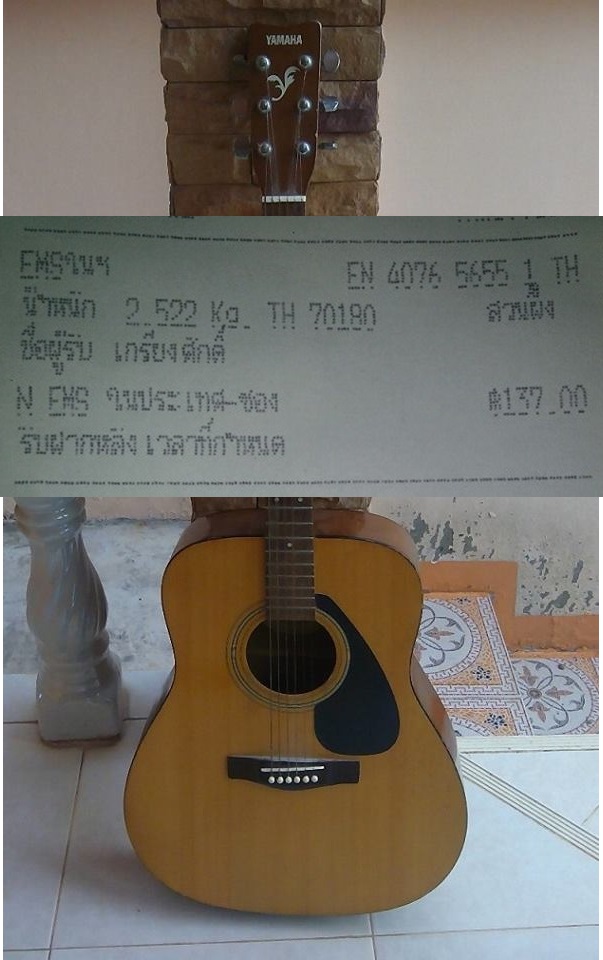 YAMAHA
EMSในฯ EN 4076 5655 1 TH
น้ำหนัก 2.522 Kg. TH 70180 สวนผึ้ง
ชื่อผู้รับ เกรียงศักดิ์
N EMS ในประเทศ-ซอง ฿137.00
รับฝากหลัง เวลาที่กำหนด